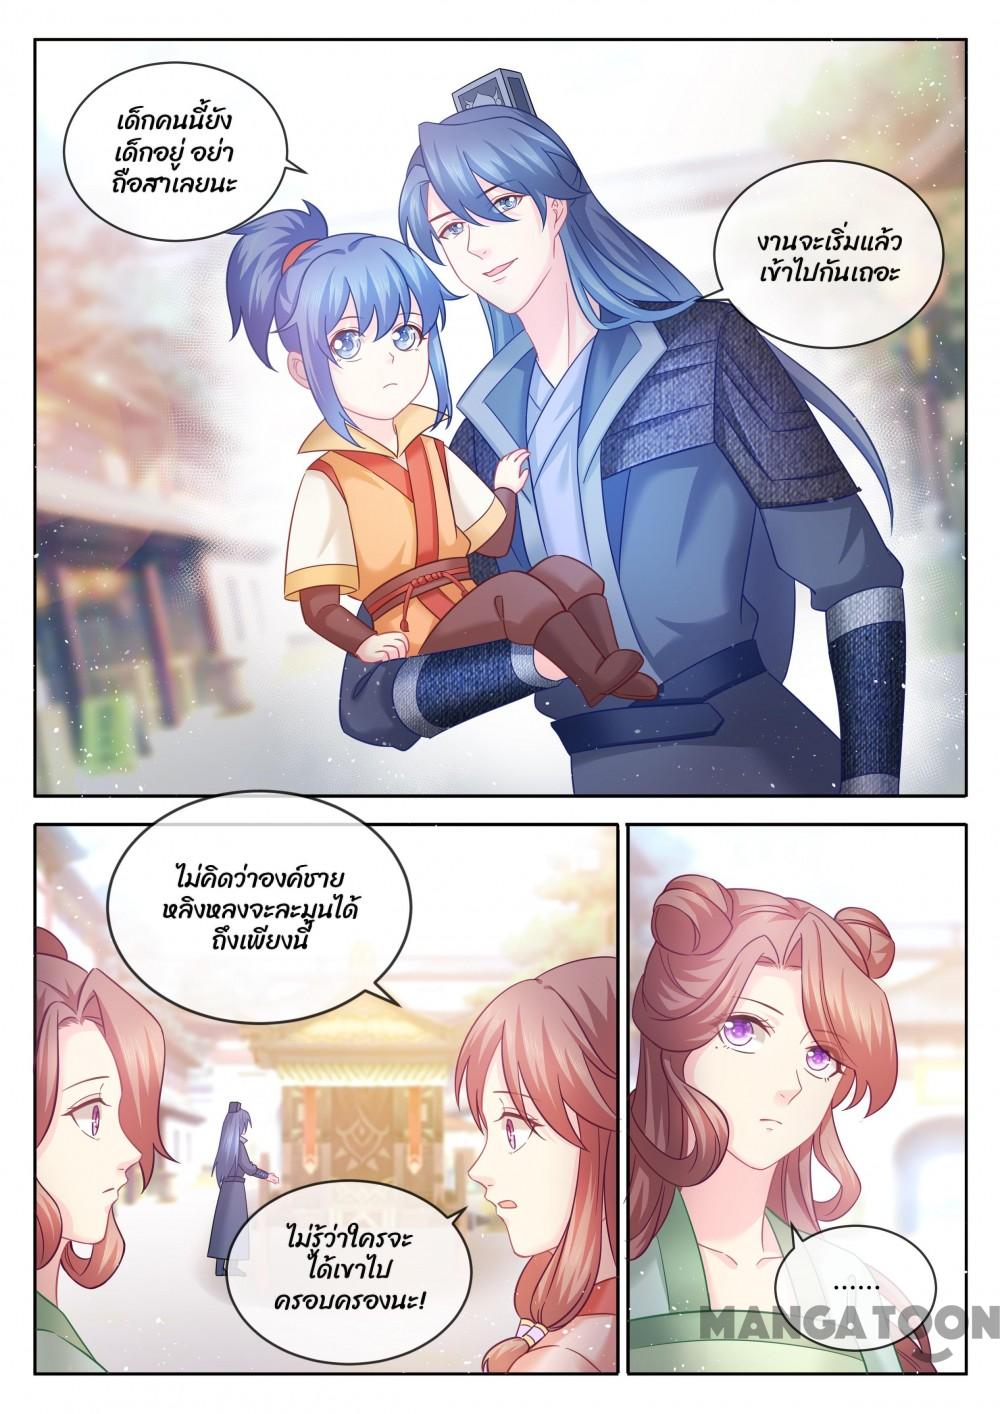 เด็กคนนี้ยัง
เด็กอยู่ อย่า
ถือสาเลยนะ
งานจะเริ่มแล้ว
เข้าไปกันเถอะ
ไม่คิดว่าองค์ชาย
หลิงหลงจะละมุนได้
ถึงเพียงนี้
ไม่รู้ว่าใครจะ
ได้เขาไป
ครอบครองนะ!
......
MANGATOON